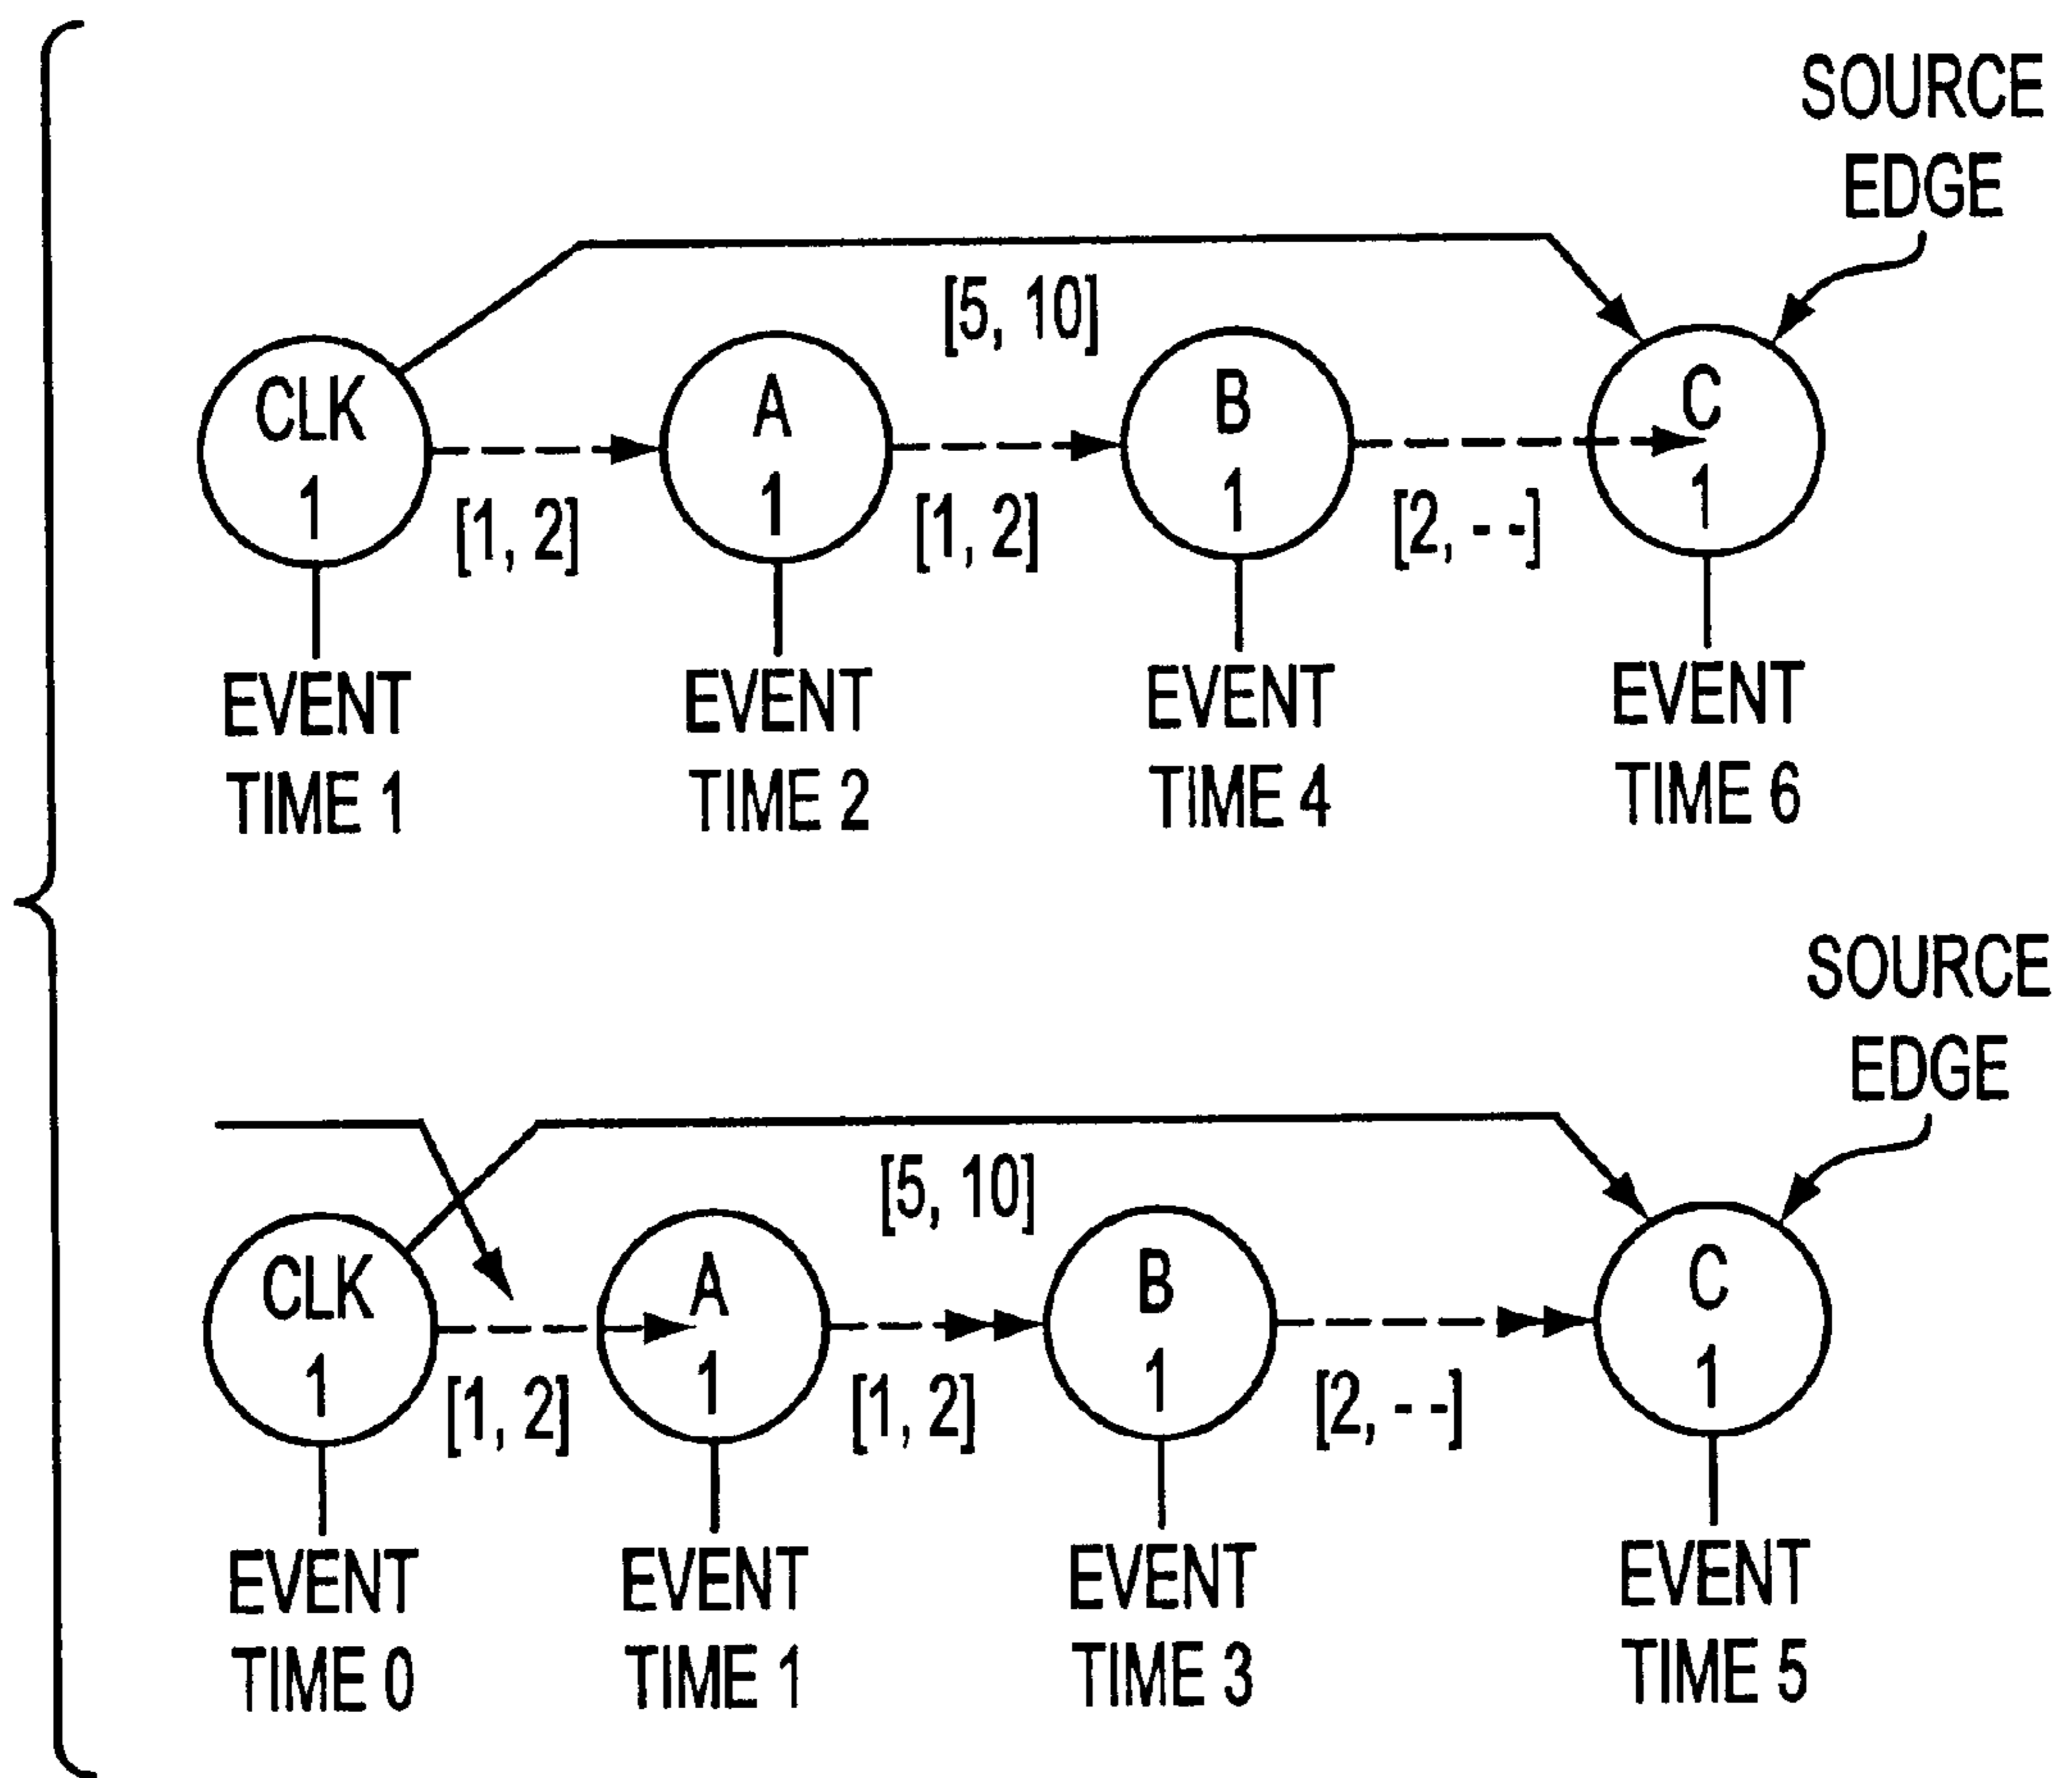 SOURCE
EDGE
[5, 10]
CLK
1
A
1
B
1
C
1
[1, 2]
[1, 2]
[2, - -]
EVENT
TIME 1
EVENT
TIME 2
EVENT
TIME 4
EVENT
TIME 6
SOURCE
EDGE
[5, 10]
CLK
1
A
1
B
1
C
1
[1, 2]
[1, 2]
[2, - -]
EVENT
TIME 0
EVENT
TIME 1
EVENT
TIME 3
EVENT
TIME 5